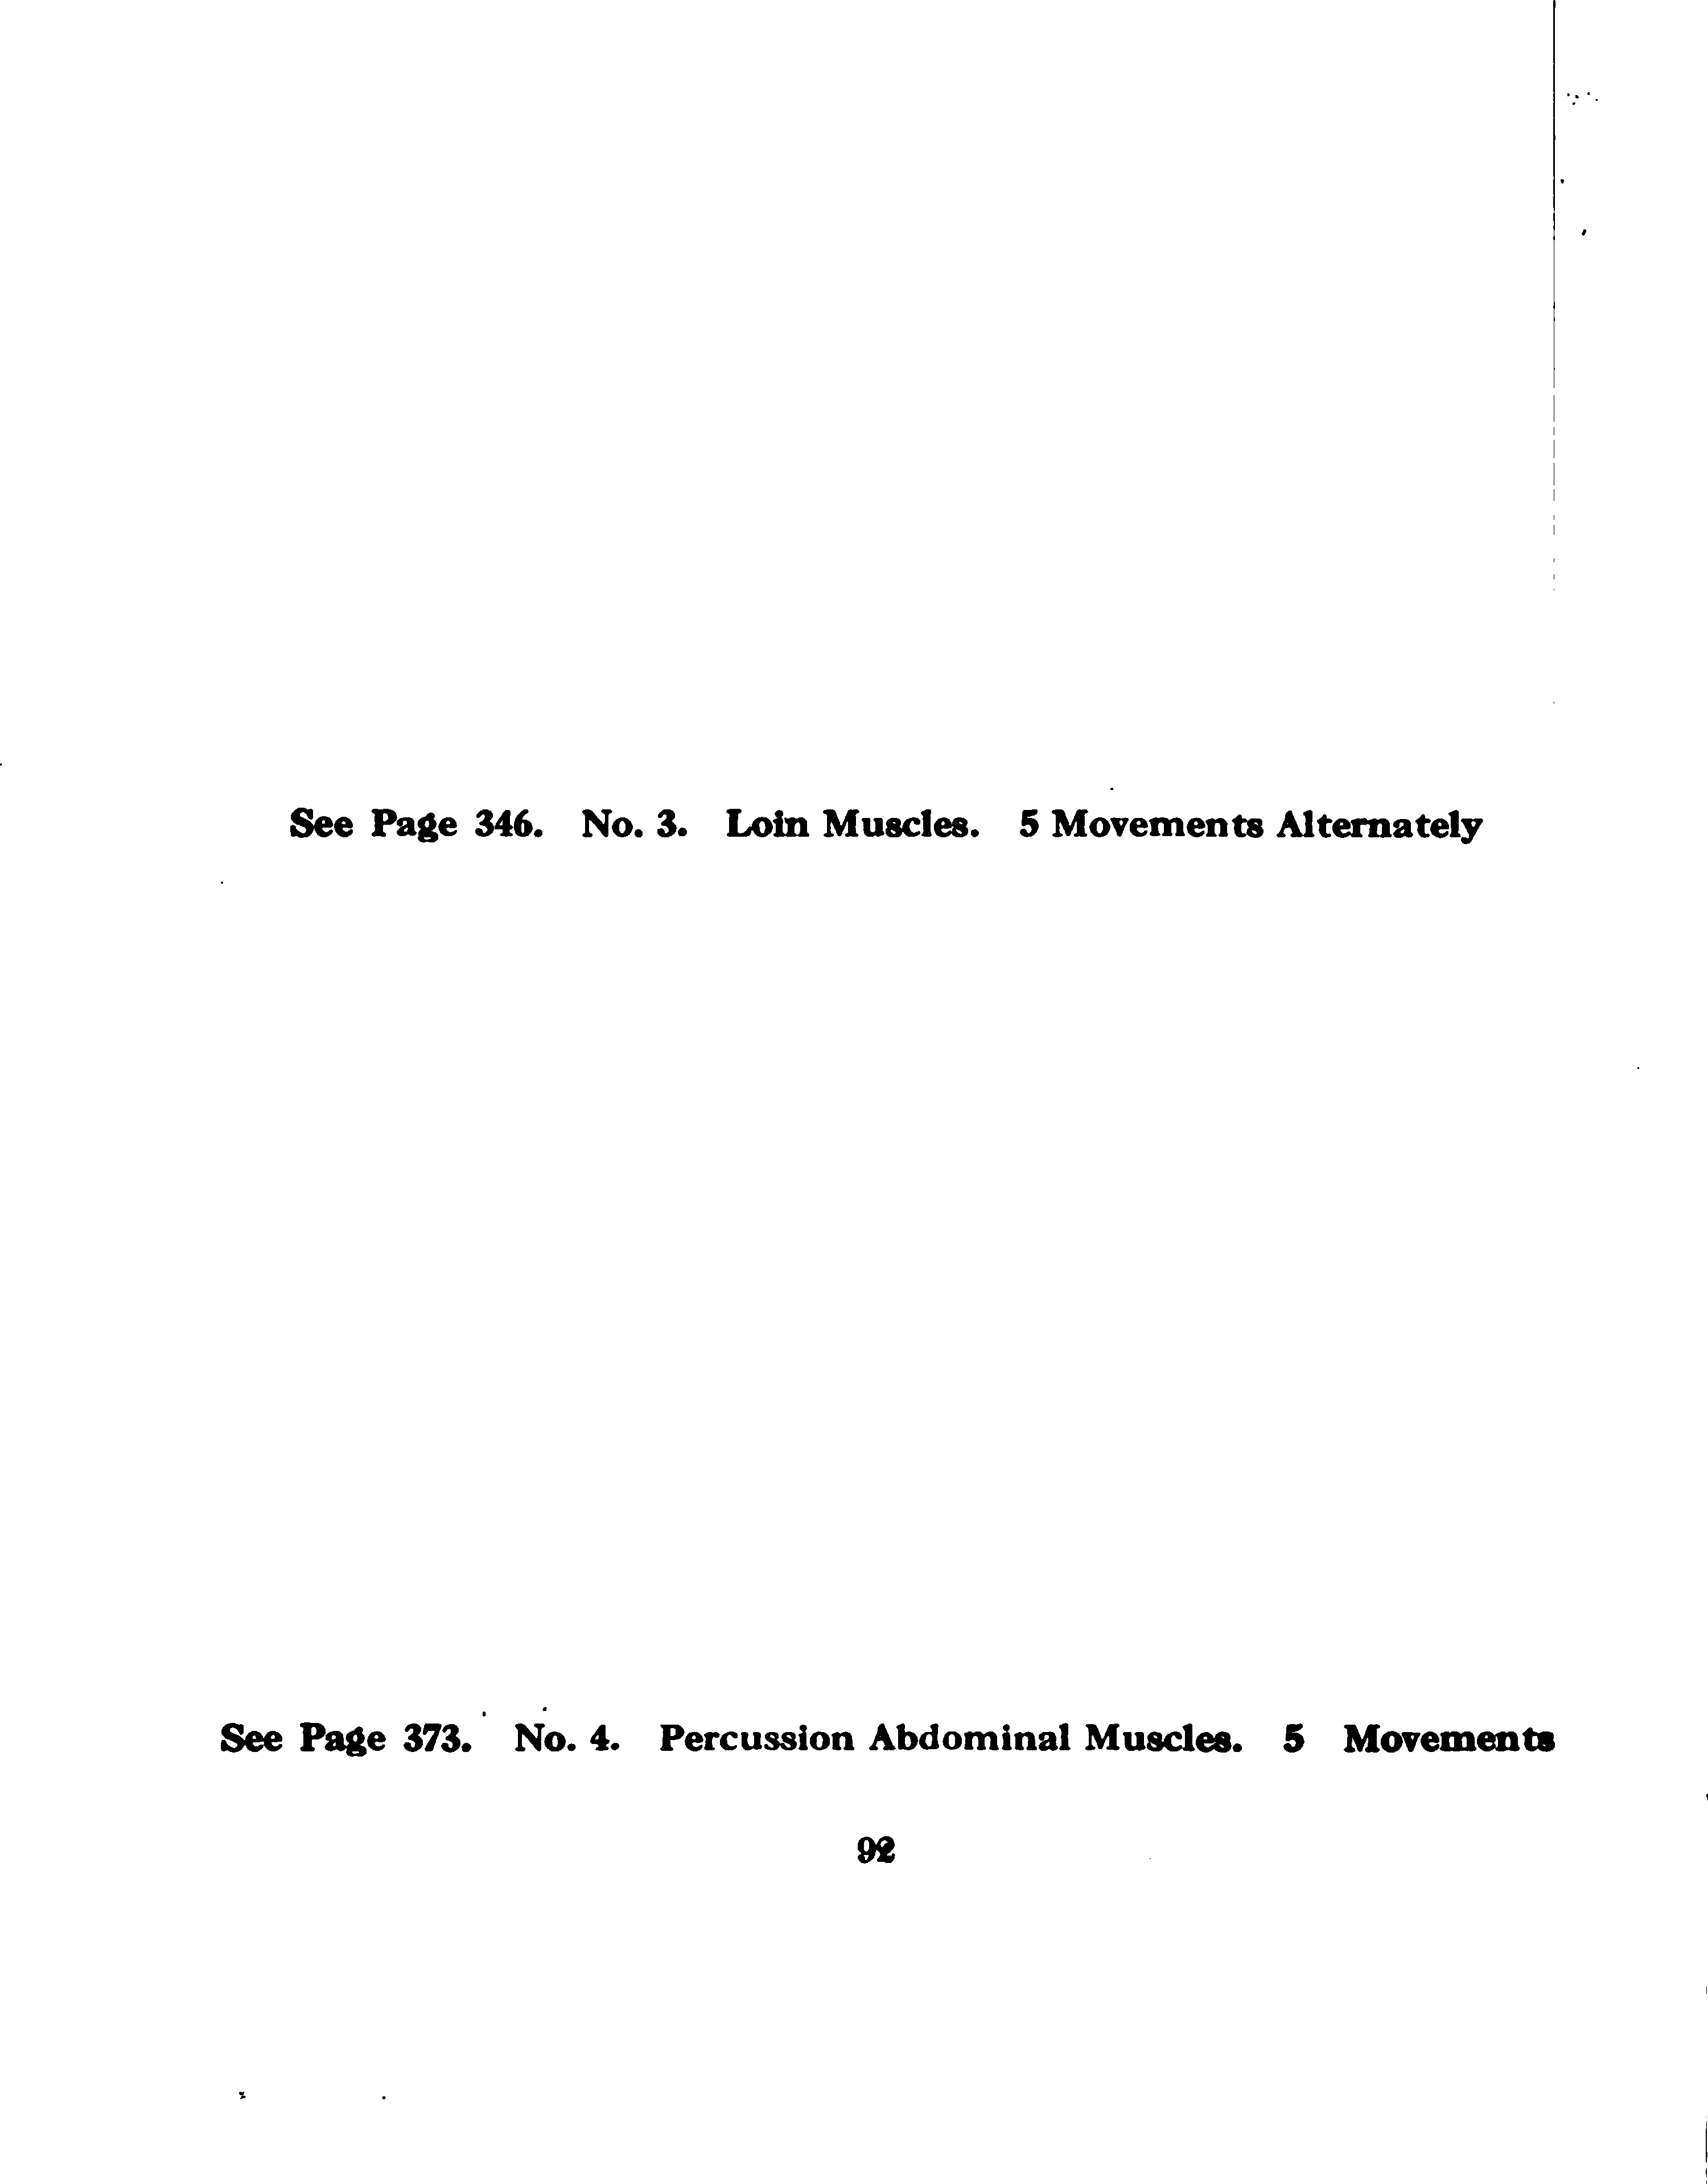 See Page 346. No. 3. Loin Muscles. 5 Movements Alternately
See Page 373. No. 4. Percussion Abdominal Muscles. 5 Movements
92